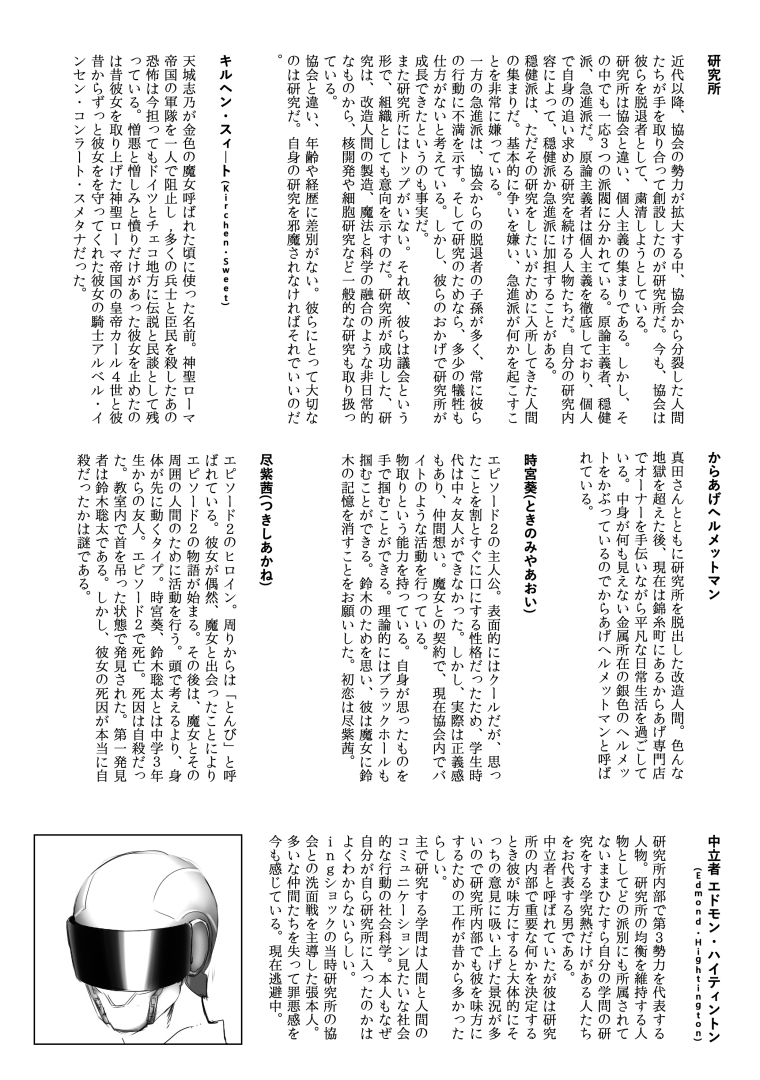 研究所
近代以降、協会の勢力が拡大する中、協会から分裂した人間
たちが手を取り合って創設したのが研究所だ。今も、協会は
彼らを脱退者として、粛清しようとしている。
研究所は協会と違い、個人主義の集まりである。しかし、そ
の中でも一応３つの派閥に分かれている。原論主義者、穏健
派、急進派だ。原論主義者は個人主義を徹底しており、個人
で自身の追い求める研究を続ける人物たちだ。自分の研究内
容によって、穏健派か急進派に加担することがある。
穏健派は、ただその研究をしたいがために入所してきた人間
の集まりだ。基本的に争いを嫌い、急進派が何かを起こすこ
とを非常に嫌っている。
一方の急進派は、協会からの脱退者の子孫が多く、常に彼ら
の行動に不満を示す。そして研究のためなら、多少の犠牲も
仕方がないと考えている。しかし、彼らのおかげで研究所が
成長できたというのも事実だ。
また研究所にはトップがいない。それ故、彼らは議会という
形で、組織としても意向を示すのだ。研究所が成功した、研
究は、改造人間の製造、魔法と科学の融合のような非日常的
なものから、核開発や細胞研究など一般的な研究も取り扱っ
ている。
協会と違い、年齢や経歴に差別がない。彼らにとって大切な
のは研究だ。自身の研究を邪魔されなければそれでいいのだ
。
キルヘン・スィート(Kirchen・Sweet)
天城志乃が金色の魔女呼ばれた頃に使った名前。神聖ローマ
帝国の軍隊を一人で阻止し,多くの兵士と臣民を殺したあの
恐怖は今担ってもドイツとチェコ地方に伝説と民談として残
っている。憎悪と憎しみと憤りだけがあった彼女を止めたの
は昔彼女を取り上げた神聖ローマ帝国の皇帝カール４世と彼
昔からずっと彼女をを守ってくれた彼女の騎士アルベル・イ
ンセン・コンラート・スメタナだった。
からあげヘルメットマン
真田さんとともに研究所を脱出した改造人間。色んな
地獄を超えた後、現在は錦糸町にあるからあげ専門店
でオーナーを手伝いながら平凡な日常生活を過ごして
いる。中身が何も見えない金属所在の銀色のヘルメッ
トをかぶっているのでからあげヘルメットマンと呼ば
れている。
時宮葵(ときのみやあおい)
エピソード２の主人公。表面的にはクールだが、思っ
たことを割とすぐに口にする性格だったため、学生時
代は中々友人ができなかった。しかし、実際は正義感
もあり、仲間想い。魔女との契約で、現在協会内でバ
イトのような活動を行っている。
物取りという能力を持っている。自身が思ったものを
手で掴むことができる。理論的にはブラックホールも
掴むことができる。鈴木のためを思い、彼は魔女に鈴
木の記憶を消すことをお願いした。初恋は尽紫茜。
尽紫茜(つきしあかね)
エピソード２のヒロイン。周りからは「とんび」と呼
ばれている。彼女が偶然、魔女と出会ったことにより
エピソード２の物語が始まる。その後は、魔女とその
周囲の人間のために活動を行う。頭で考えるより、身
体が先に動くタイプ。時宮葵、鈴木聡太とは中学３年
生からの友人。エピソード２で死亡。死因は自殺だっ
た。教室内で首を吊った状態で発見された。第一発見
者は鈴木聡太である。しかし、彼女の死因が本当に自
殺だったかは謎である。
中立者 エドモン・ハイティントン
(Edmond・Hightington)
研究所内部で第３勢力を代表する
人物。研究所の均衡を維持する人
物としてどの派別にも所属されて
ないままひたすら自分の学問の研
究をする学究熱だけがある人たち
をお代表する男である。
中立者と呼ばれていたが彼は研究
所の内部で重要な何かを決定する
とき彼が味方にすると大体的にそ
っちの意見に吸い上げた景況が多
いので研究所内部でも彼を味方に
するための工作が昔から多かった
らしい。
主で研究する学問は人間と人間の
コミュニケーション見たいな社会
的な行動の社会科学。本人もなぜ
自分が自ら研究所に入ったのかは
よくわからないらしい。
ｉｎｇショックの当時研究所の協
会との洗面戦を主導した張本人。
多いな仲間たちを失って罪悪感を
今も感じている。現在逃避中。